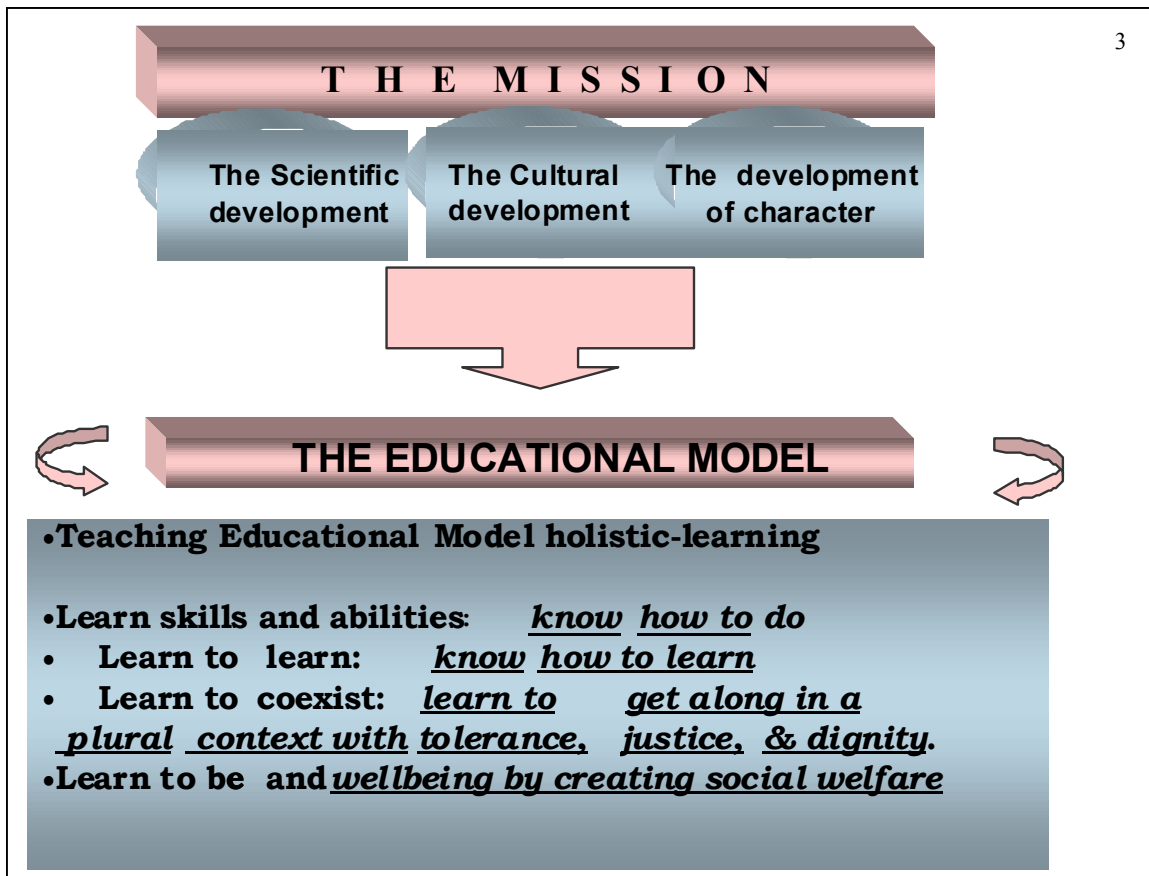 3
T H E M I S S I O N
The Scientific
development
The Cultural
development
The development
of character
THE EDUCATIONAL MODEL
•Teaching Educational Model holistic-learning
•Learn skills and abilities: know how to do
• Learn to learn: know how to learn
• Learn to coexist: learn to get along in a
plural context with tolerance, justice, & dignity.
•Learn to be and wellbeing by creating social welfare